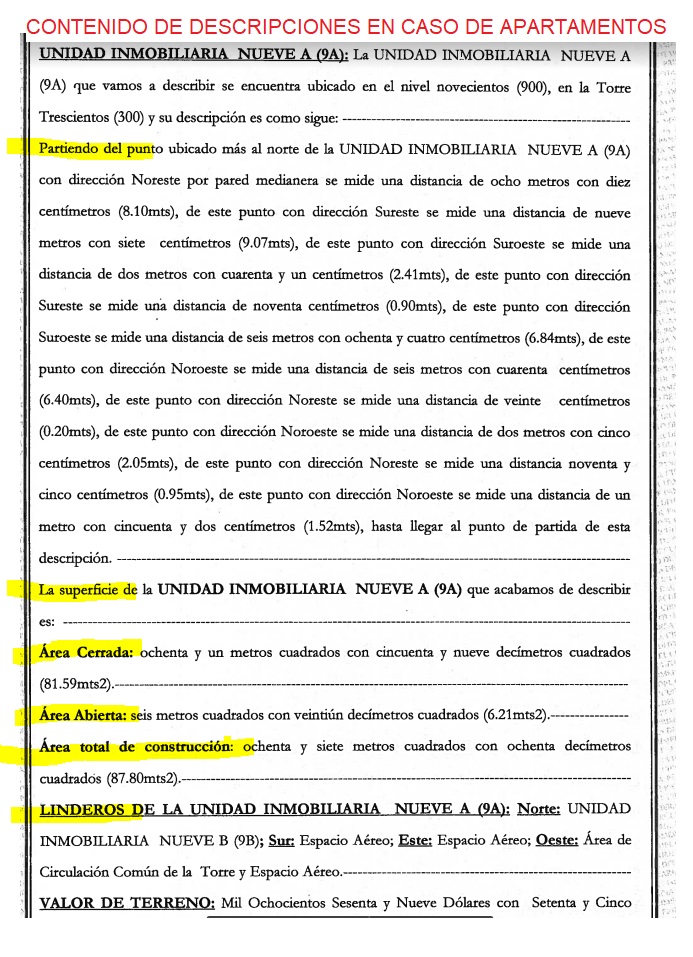 CONTENIDO DE DESCRIPCIONES EN CASO DE APARTAMENTOS
UNIDAD INMOBILIARIA NUEVE A (9A): La UNIDAD INMOBILIARIA NUEVE A
(9A) que vamos a describir se encuentra ubicado en el nivel novecientos (900), en la Torre
Trescientos (300) y su descripción es como sigue: ----------------------------------------------------
Partiendo del punto ubicado más al norte de la UNIDAD INMOBILIARIA NUEVE A (9A)
con dirección Noreste por pared medianera se mide una distancia de ocho metros con diez
centímetros (8.10mts), de este punto con dirección Sureste se mide una distancia de nueve
metros con siete centímetros (9.07mts), de este punto con dirección Suroeste se mide una
distancia de dos metros con cuarenta y un centímetros (2.41mts), de este punto con dirección
Sureste se mide una distancia de noventa centímetros (0.90mts), de este punto con dirección
Suroeste se mide una distancia de seis metros con ochenta y cuatro centímetros (6.84mts), de este
punto con dirección Noroeste se mide una distancia de seis metros con cuarenta centímetros
(6.40mts), de este punto con dirección Noreste se mide una distancia de veinte centímetros
(0.20mts), de este punto con dirección Noroeste se mide una distancia de dos metros con cinco
centímetros (2.05mts), de este punto con dirección Noreste se mide una distancia noventa y
cinco centímetros (0.95mts), de este punto con dirección Noroeste se mide una distancia de un
metro con cincuenta y dos centímetros (1.52mts), hasta llegar al punto de partida de esta
descripción. ----------------------------------------------------
La superficie de la UNIDAD INMOBILIARIA NUEVE A (9A) que acabamos de describir
es: ----------------------------------------------------
Área Cerrada: ochenta y un metros cuadrados con cincuenta y nueve decímetros cuadrados
(81.59mts2).----------------------------------------------------
Área Abierta: seis metros cuadrados con veintiún decímetros cuadrados (6.21mts2).----------------
Área total de construcción: ochenta y siete metros cuadrados con ochenta decímetros
cuadrados (87.80mts2).----------------------------------------------------
LINDEROS DE LA UNIDAD INMOBILIARIA NUEVE A (9A): Norte: UNIDAD
INMOBILIARIA NUEVE B (9B); Sur: Espacio Aéreo; Este: Espacio Aéreo; Oeste: Área de
Circulación Común de la Torre y Espacio Aéreo.----------------------------------------------------
VALOR DE TERRENO: Mil Ochocientos Sesenta y Nueve Dólares con Setenta y Cinco